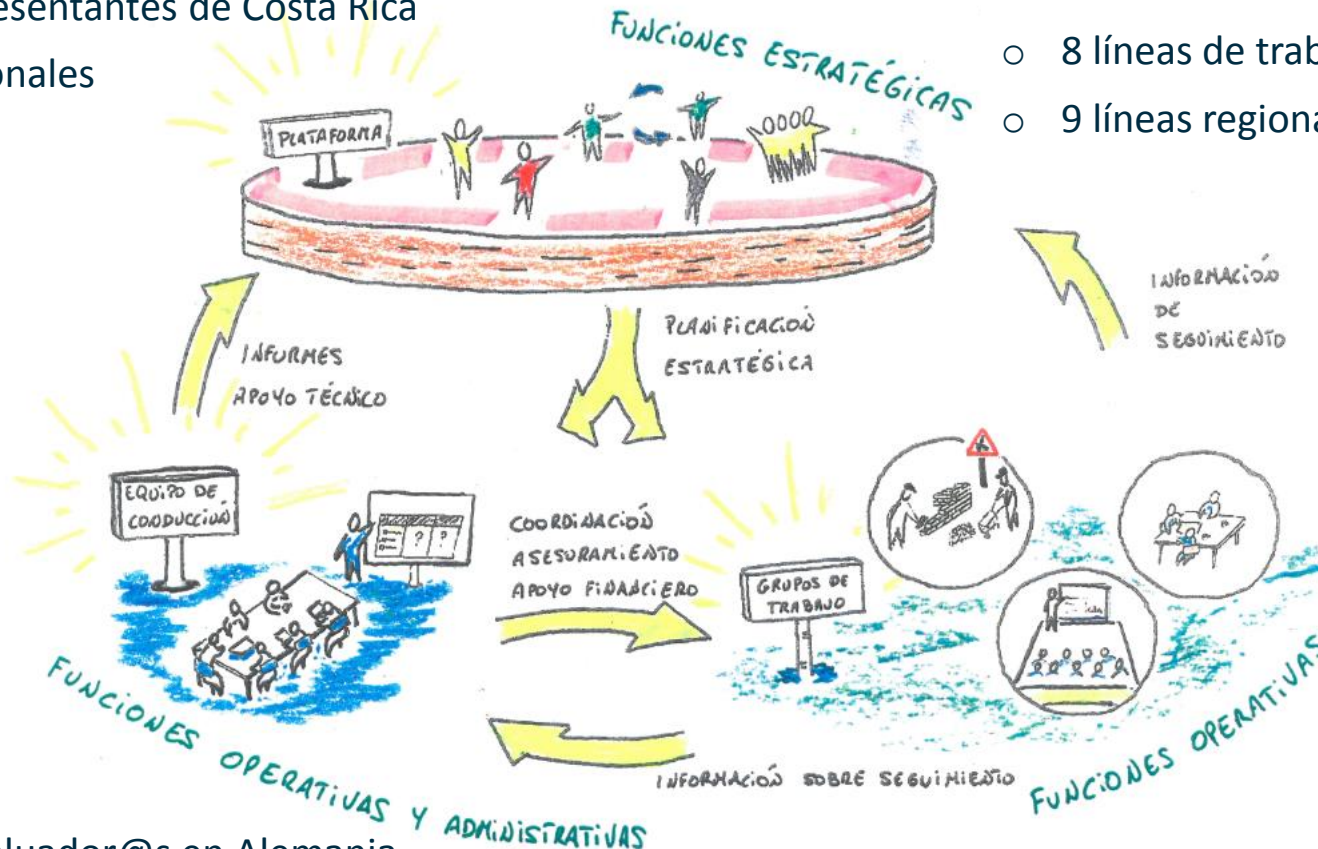 esentantes de Costa Rica
onales
FUNCIONES ESTRATÉGICAS
o 8 líneas de trab
o 9 líneas regiona
PLATAFORMA
INFORMES
APOYO TÉCNICO
PLANIFICACIÓN
ESTRATÉGICA
INFORMACIÓN
DE
SEGUIMIENTO
EQUIPO DE
CONDUCCIÓN
? ?
COORDINACIÓN
ASESURAMIENTO
APOYO FINANCIERO
GRUPOS DE
TRABAJO
INFORMACIÓN SOBRE SEGUIMIENTO
FUNCIONES OPERATIVAS Y ADMINISTRATIVAS
FUNCIONES OPERATIVAS
luador@s en Alemania